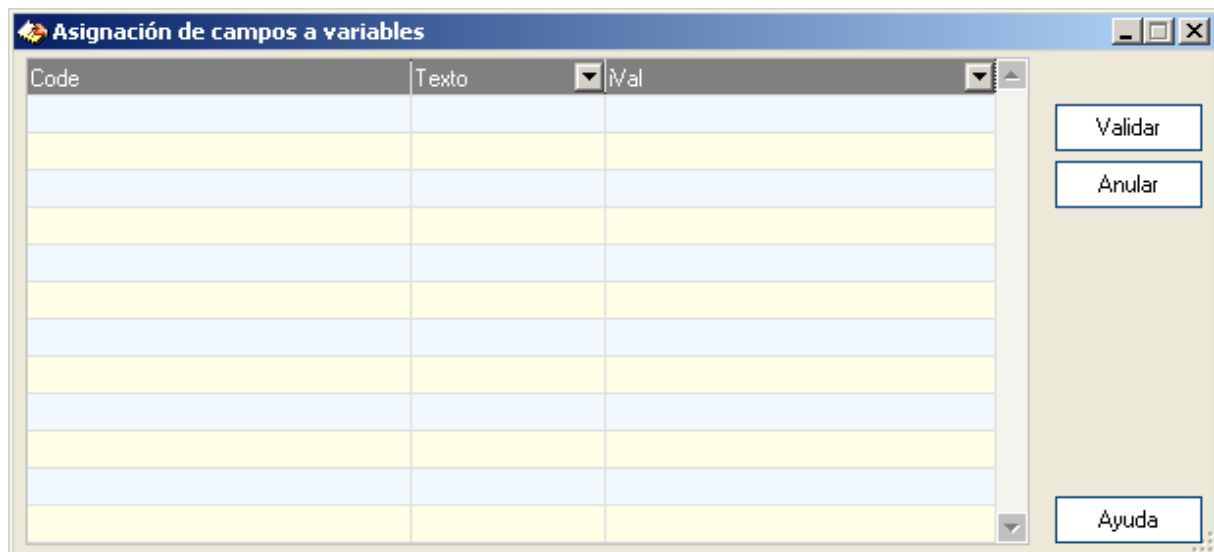 Asignación de campos a variables
Code Texto iVal
Validar
Anular
Ayuda